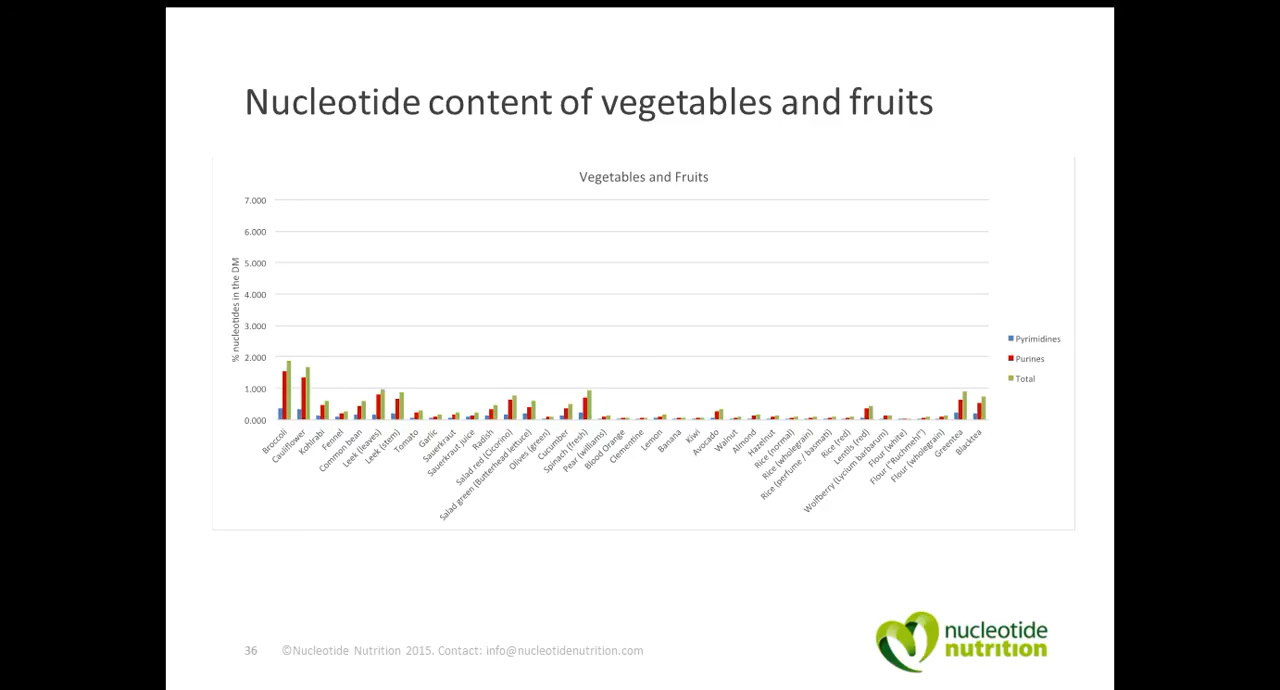 Nucleotide content of vegetables and fruits
Vegetables and Fruits
% nucleotides in the DM
7.000
6.000
5.000
4.000
3.000
2.000
1.000
0.000
Broccoli
Cauliflower
Kohlrabi
Fennel
Common bean
Leek (leaves)
Leek (stem)
Tomato
Garlic
Sauerkraut
Sauerkraut juice
Radish
Salad red (Cicorino)
Salad green (Butterhead lettuce)
Olives (green)
Cucumber
Spinach (fresh)
Pear (williams)
Blood Orange
Clementine
Lemon
Banana
Kiwi
Avocado
Walnut
Almond
Hazelnut
Rice (normal)
Rice (wholegrain)
Rice (perfume / basmati)
Rice (red)
Lentils (red)
Wolfberry (Lycium barbarum)
Flour (white)
Flour ("Ruchmehl")
Flour (wholegrain)
Greentea
Blacktea
Pyrimidines
Purines
Total
36 ©Nucleotide Nutrition 2015. Contact: info@nucleotidenutrition.com
nucleotide
nutrition